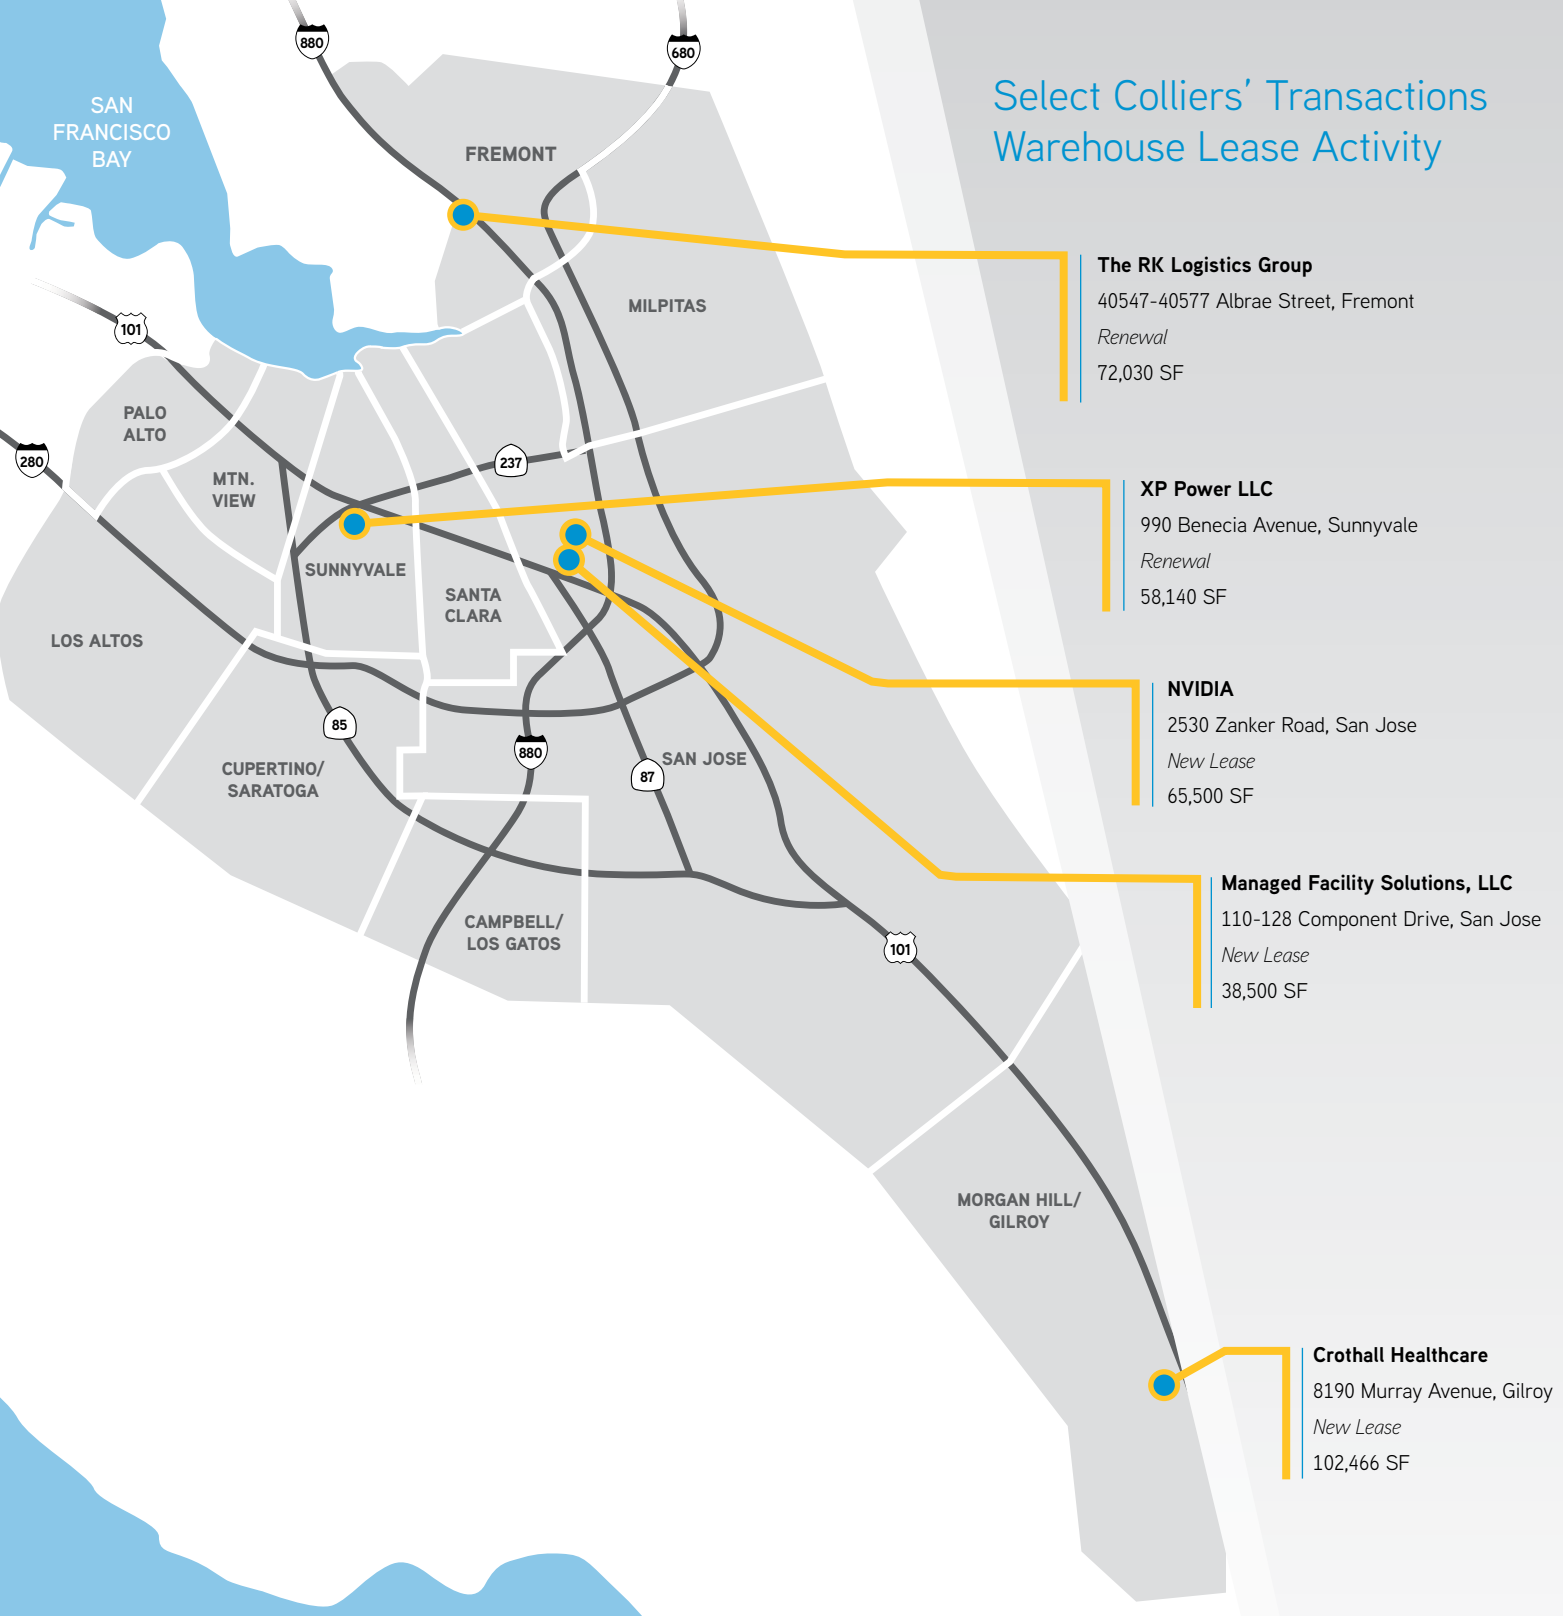 Select Colliers’ Transactions
Warehouse Lease Activity
880
680
SAN
FRANCISCO
BAY
FREMONT
The RK Logistics Group
40547-40577 Albrae Street, Fremont
Renewal
72,030 SF
MILPITAS
101
PALO
ALTO
280
237
MTN.
VIEW
XP Power LLC
990 Benecia Avenue, Sunnyvale
Renewal
58,140 SF
SUNNYVALE
SANTA
CLARA
LOS ALTOS
NVIDIA
2530 Zanker Road, San Jose
New Lease
65,500 SF
85
880
87
SAN JOSE
CUPERTINO/
SARATOGA
Managed Facility Solutions, LLC
110-128 Component Drive, San Jose
New Lease
38,500 SF
CAMPBELL/
LOS GATOS
101
MORGAN HILL/
GILROY
Crothall Healthcare
8190 Murray Avenue, Gilroy
New Lease
102,466 SF